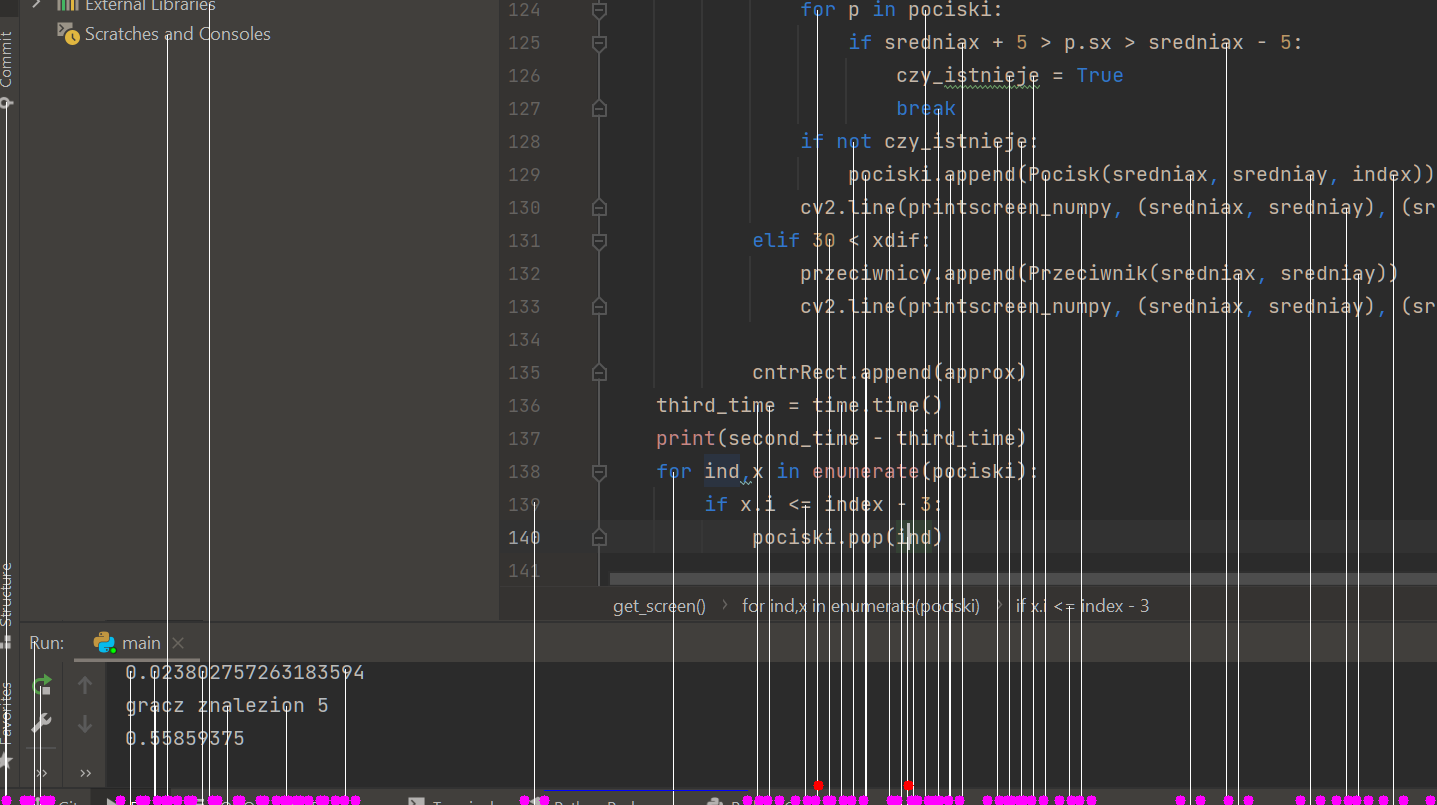 External Libraries
Scratches and Consoles
Commit
Structure
Favorites
124 for p in pociski:
125 if sredniax + 5 > p.sx > sredniax - 5:
126 czy_istnieje = True
127 break
128 if not czy_istnieje:
129 pociski.append(Pocisk(sredniax, sredniay, index))
130 cv2.line(printscreen_numpy, (sredniax, sredniay), (sr
131 elif 30 < xdif:
132 przeciwnicy.append(Przeciwnik(sredniax, sredniay))
133 cv2.line(printscreen_numpy, (sredniax, sredniay), (sr
134
135 cntrRect.append(approx)
136 third_time = time.time()
137 print(second_time - third_time)
138 for ind,x in enumerate(pociski):
139 if x.i <= index - 3:
140 pociski.pop(ind)
141
get_screen() › for ind,x in enumerate(pociski) › if x.i <= index - 3
Run: main
0.023802757263183594
gracz znalezion 5
0.55859375